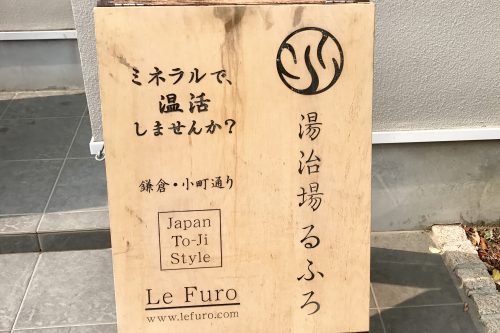 湯治場るふろ
ミネラルで、
温活
しませんか?
鎌倉・小町通り
Japan
To-Ji
Style
Le Furo
www.lefuro.com